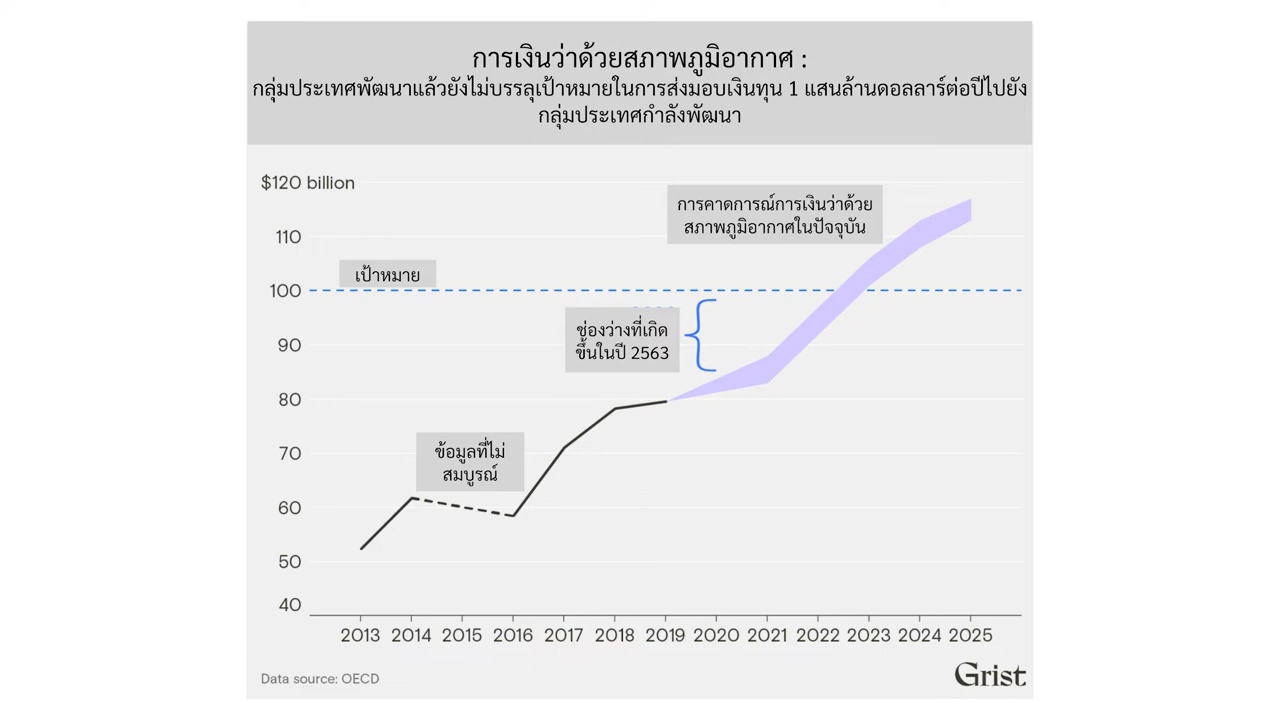 การเงินว่าด้วยสภาพภูมิอากาศ :
กลุ่มประเทศพัฒนาแล้วยังไม่บรรลุเป้าหมายในการส่งมอบเงินทุน 1 แสนล้านดอลลาร์ต่อปีไปยัง
กลุ่มประเทศกำลังพัฒนา
$120 billion
การคาดการณ์การเงินว่าด้วย
สภาพภูมิอากาศในปัจจุบัน
110
เป้าหมาย
100
ช่องว่างที่เกิด
ขึ้นในปี 2563
90
80
ข้อมูลที่ไม่
สมบูรณ์
70
60
50
40
2013 2014 2015 2016 2017 2018 2019 2020 2021 2022 2023 2024 2025
Data source: OECD
Grist